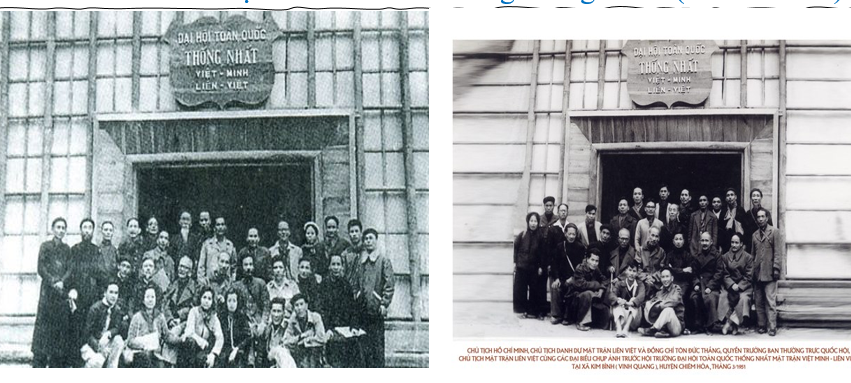 ĐẠI HỘI TOÀN QUỐC
THỐNG NHẤT
VIỆT - MINH
LIÊN - VIỆT
ĐẠI HỘI TOÀN QUỐC
THỐNG NHẤT
VIỆT - MINH
LIÊN - VIỆT
CHỦ TỊCH HỒ CHÍ MINH, CHỦ TỊCH DANH DỰ MẶT TRẬN LIÊN VIỆT VÀ ĐỒNG CHÍ TÔN ĐỨC THẮNG, QUYỀN TRƯỞNG BAN THƯỜNG TRỰC QUỐC HỘI,
CHỦ TỊCH MẶT TRẬN LIÊN VIỆT CÙNG CÁC ĐẠI BIỂU CHỤP ẢNH TRƯỚC HỘI TRƯỜNG ĐẠI HỘI TOÀN QUỐC THỐNG NHẤT MẶT TRẬN VIỆT MINH - LIÊN
TẠI XÃ KIM BÌNH ( VINH QUANG ), HUYỆN CHIÊM HÓA, THÁNG 3-1951